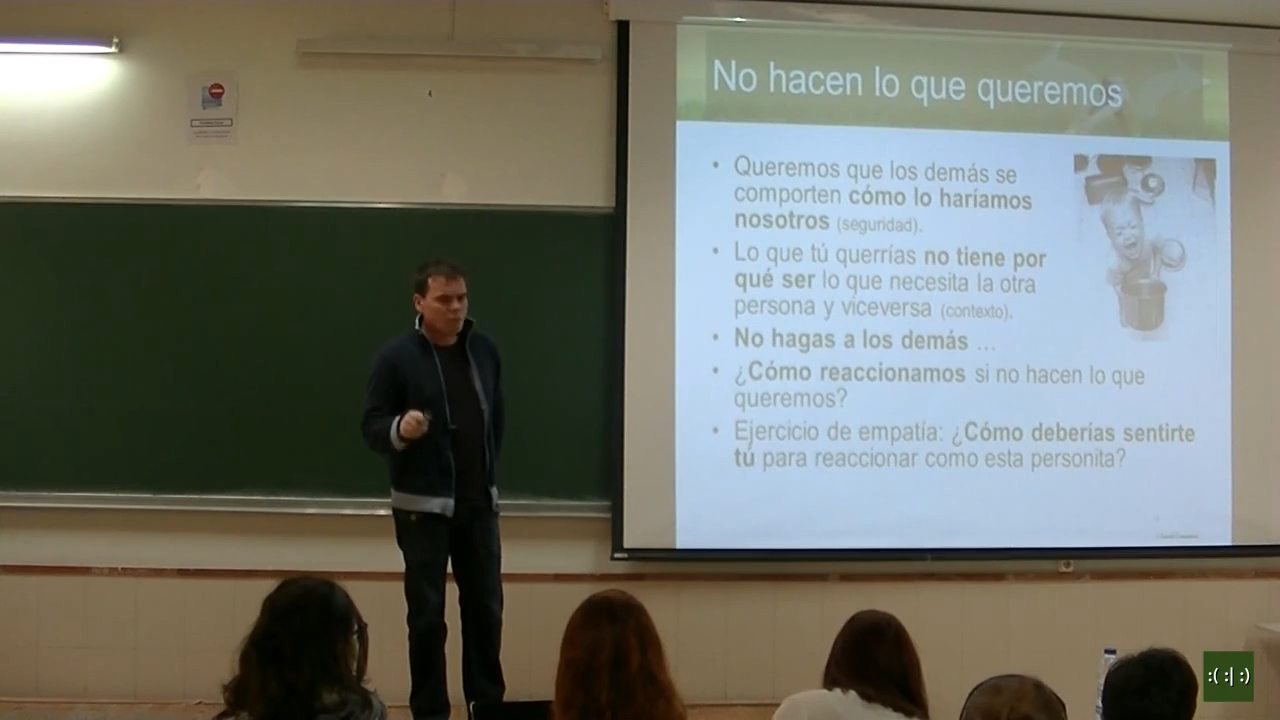 No hacen lo que queremos
• Queremos que los demás se
comporten cómo lo haríamos
nosotros (seguridad).
• Lo que tú querrías no tiene por
qué ser lo que necesita la otra
persona y viceversa (contexto).
• No hagas a los demás ...
• ¿Cómo reaccionamos si no hacen lo que
queremos?
• Ejercicio de empatía: ¿Cómo deberías sentirte
tú para reaccionar como esta personita?
:( :| :)